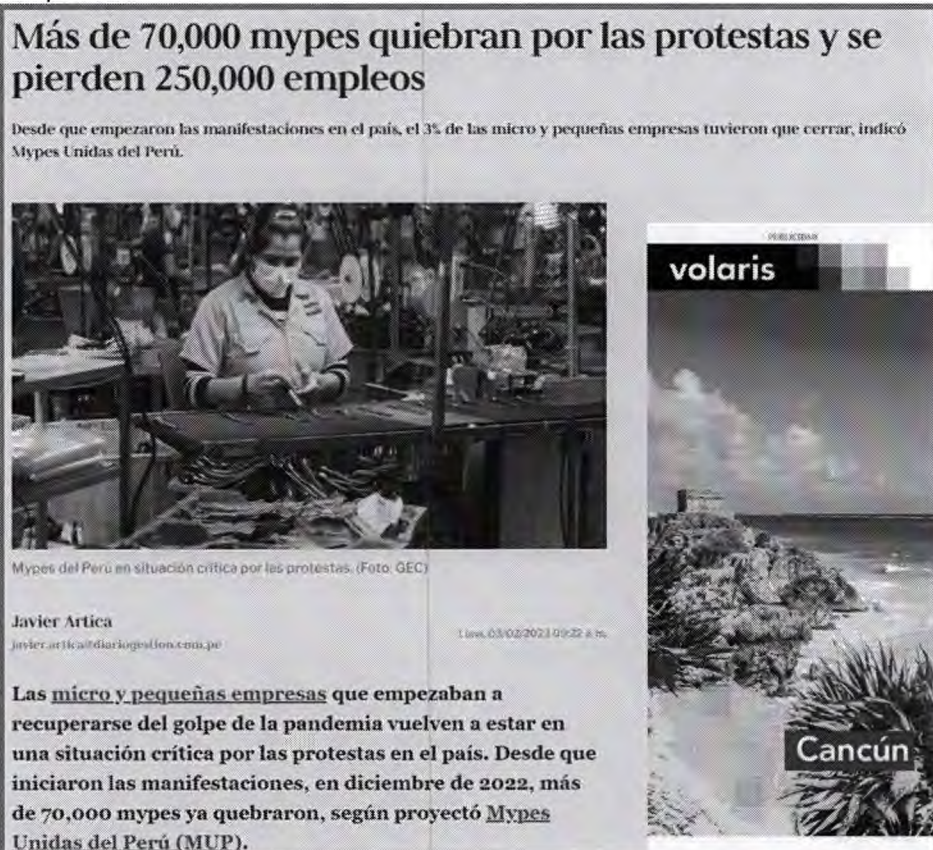 Más de 70,000 mypes quiebran por las protestas y se
pierden 250,000 empleos
Desde que empezaron las manifestaciones en el país, el 3% de las micro y pequeñas empresas tuvieron que cerrar, indicó
Mypes Unidas del Perú.
PUBLICIDAD
volaris
Mypes del Perú en situación crítica por las protestas. (Foto: GEC)
Javier Artica
javier.artica@diariogestion.com.pe
Lima, 03/02/2023 09:22 a.m.
Las micro y pequeñas empresas que empezaban a
recuperarse del golpe de la pandemia vuelven a estar en
una situación crítica por las protestas en el país. Desde que
iniciaron las manifestaciones, en diciembre de 2022, más
de 70,000 mypes ya quebraron, según proyectó Mypes
Unidas del Perú (MUP).
Cancún